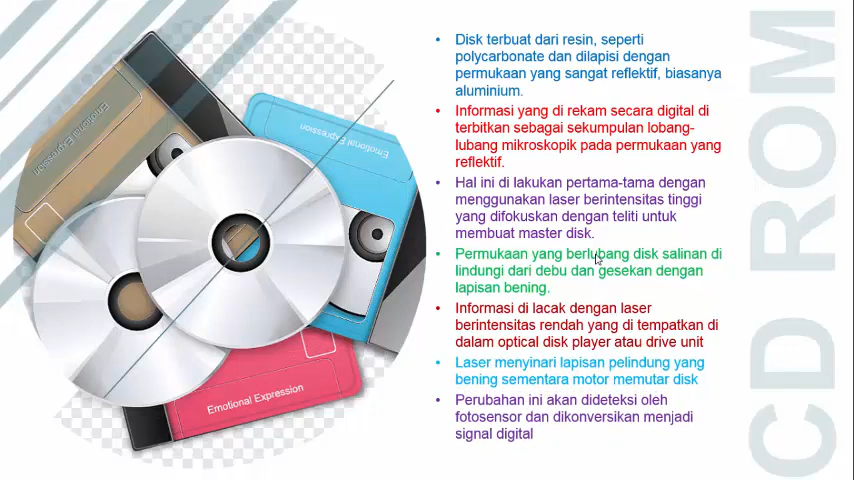 Disk terbuat dari resin, seperti
polycarbonate dan dilapisi dengan
permukaan yang sangat reflektif, biasanya
aluminium.
Informasi yang di rekam secara digital di
terbitkan sebagai sekumpulan lobang-
lubang mikroskopik pada permukaan yang
reflektif.
Hal ini di lakukan pertama-tama dengan
menggunakan laser berintensitas tinggi
yang difokuskan dengan teliti untuk
membuat master disk.
Permukaan yang berlubang disk salinan di
lindungi dari debu dan gesekan dengan
lapisan bening.
Informasi di lacak dengan laser
berintensitas rendah yang di tempatkan di
dalam optical disk player atau drive unit
Laser menyinari lapisan pelindung yang
bening sementara motor memutar disk
Perubahan ini akan dideteksi oleh
fotosensor dan dikonversikan menjadi
signal digital
CD ROM
Emotional Expression
Emotional Expression
Emotional Expression